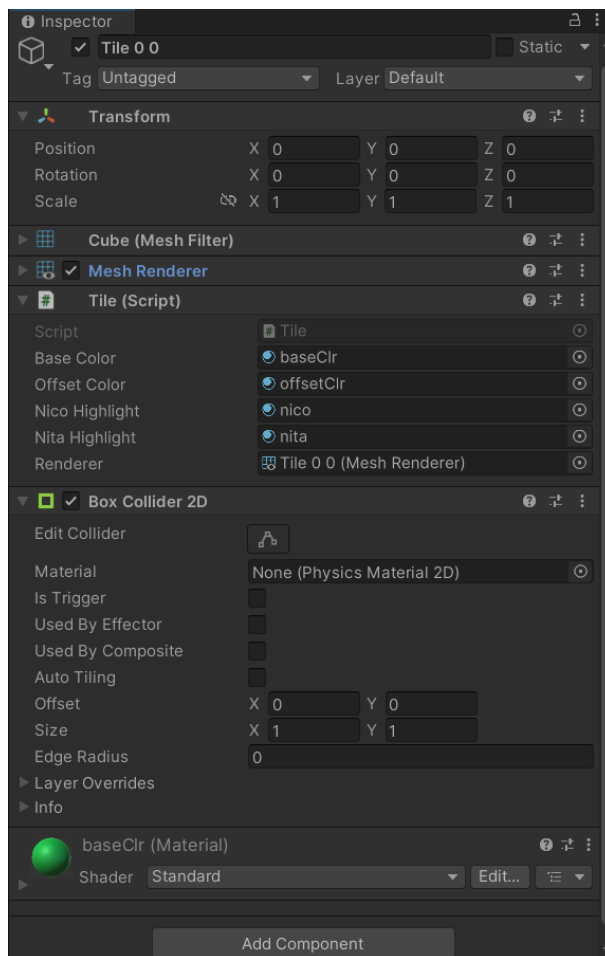 Inspector
Tile 0 0 Static
Tag Untagged Layer Default
Transform
Position X 0 Y 0 Z 0
Rotation X 0 Y 0 Z 0
Scale X 1 Y 1 Z 1
Cube (Mesh Filter)
Mesh Renderer
# Tile (Script)
Script # Tile
Base Color baseClr
Offset Color offsetClr
Nico Highlight nico
Nita Highlight nita
Renderer Tile 0 0 (Mesh Renderer)
Box Collider 2D
Edit Collider
Material None (Physics Material 2D)
Is Trigger
Used By Effector
Used By Composite
Auto Tiling
Offset X 0 Y 0
Size X 1 Y 1
Edge Radius 0
Layer Overrides
Info
baseClr (Material)
Shader Standard Edit...
Add Component